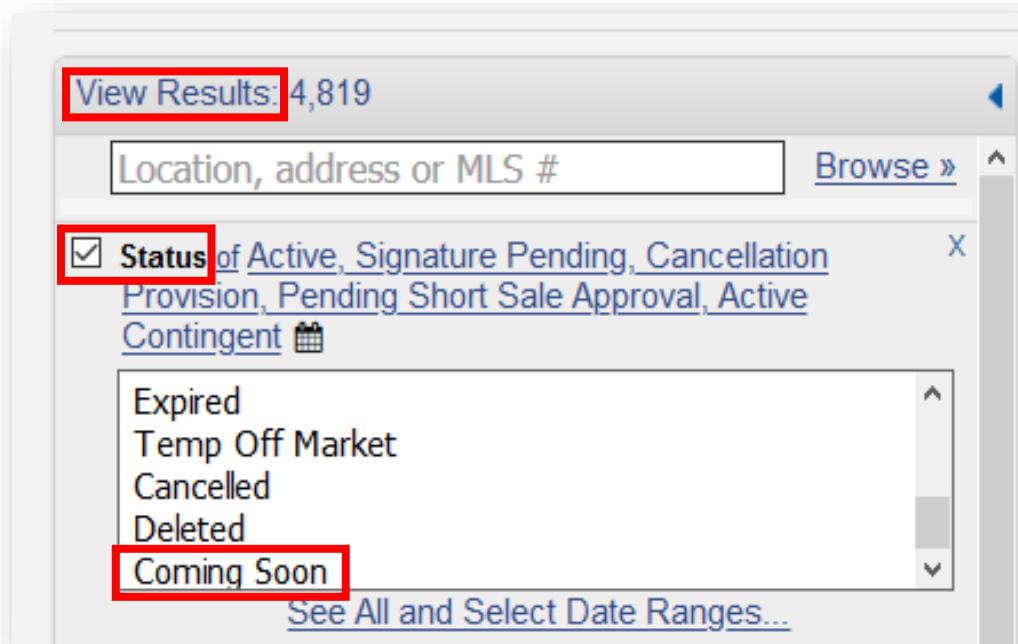 View Results: 4,819
Location, address or MLS # Browse »
Status of Active, Signature Pending, Cancellation X
Provision, Pending Short Sale Approval, Active
Contingent
Expired
Temp Off Market
Cancelled
Deleted
Coming Soon
See All and Select Date Ranges...